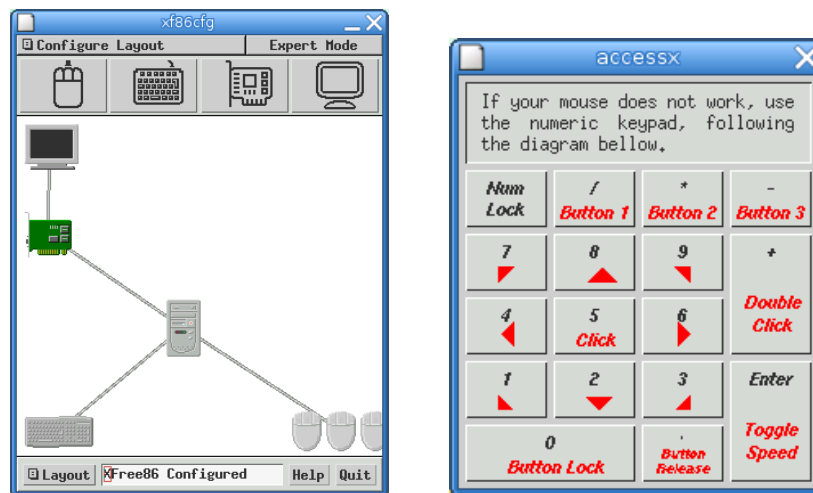 xf86cfg
Configure Layout
Expert Mode
Layout
XFree86 Configured
Help
Quit
accessx
If your mouse does not work, use
the numeric keypad, following
the diagram bellow.
Num
Lock
/
Button 1
*
Button 2
-
Button 3
7
8
9
+
Double
Click
4
5
Click
6
1
2
3
Enter
Toggle
Speed
0
Button Lock
.
Button
Release